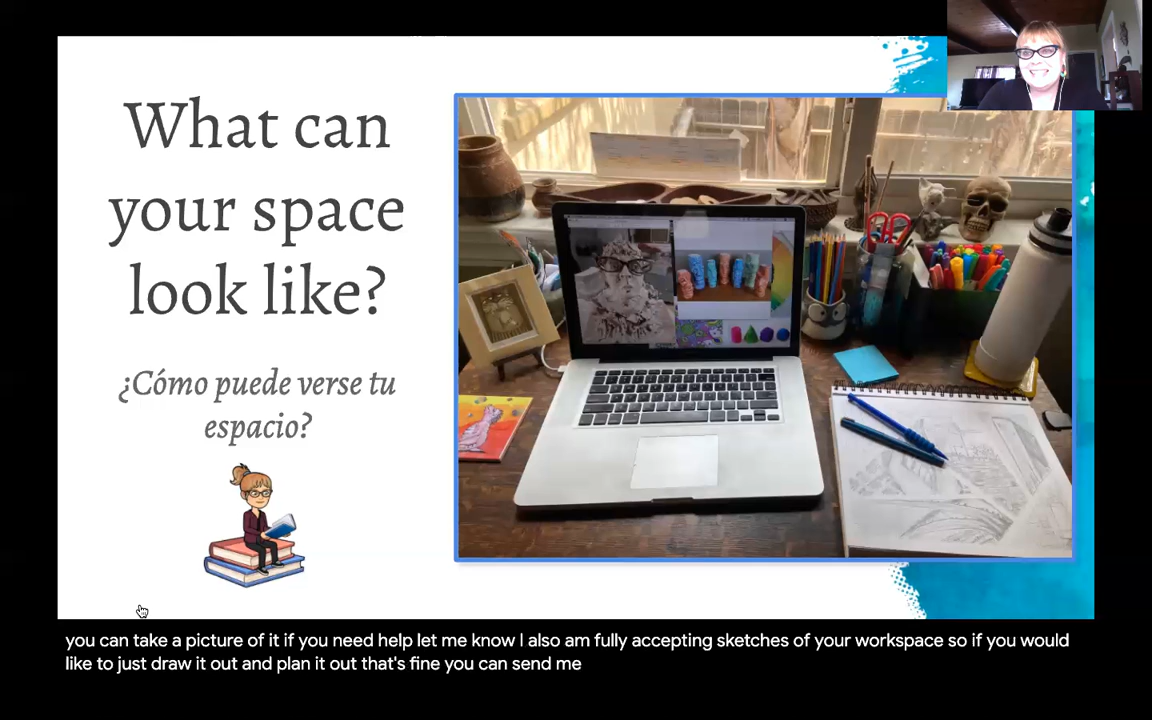 What can
your space
look like?
¿Cómo puede verse tu
espacio?
you can take a picture of it if you need help let me know I also am fully accepting sketches of your workspace so if you would
like to just draw it out and plan it out that's fine you can send me